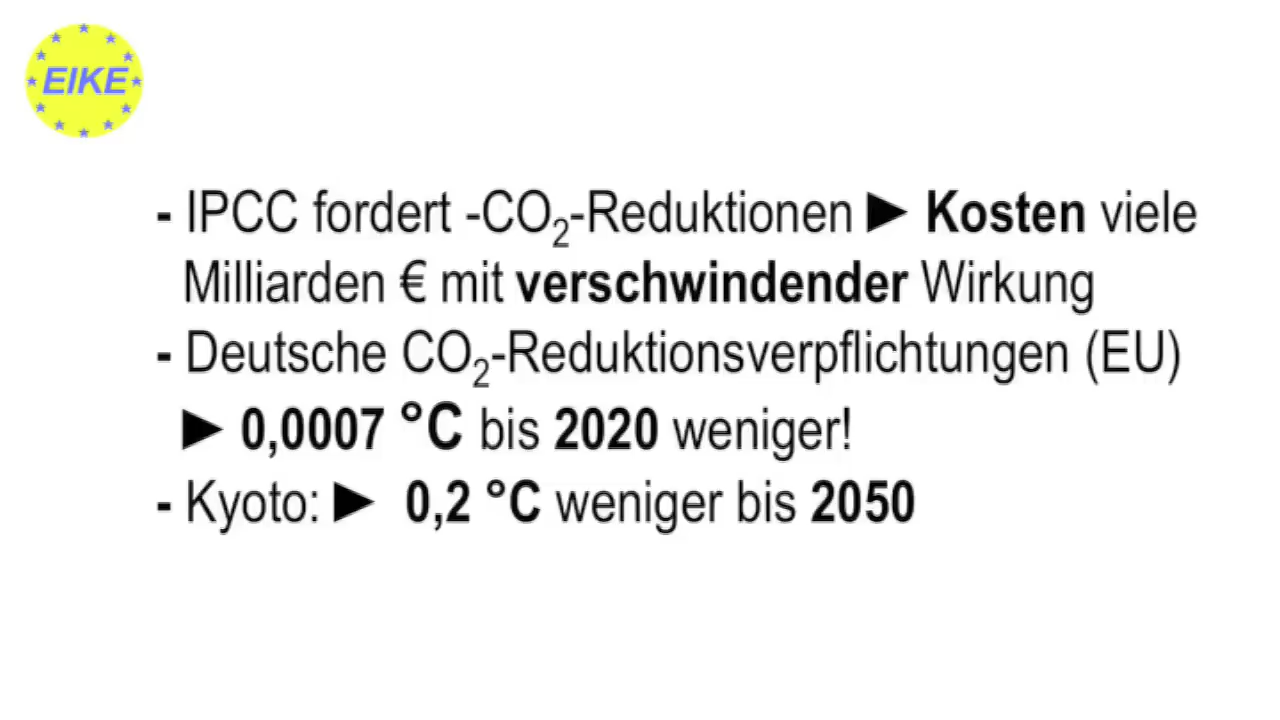 EIKE
- IPCC fordert -CO₂-Reduktionen ► Kosten viele
Milliarden € mit verschwindender Wirkung
- Deutsche CO₂-Reduktionsverpflichtungen (EU)
► 0,0007 °C bis 2020 weniger!
- Kyoto: ► 0,2 °C weniger bis 2050